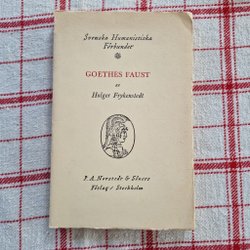 Svenska Humanistiska
Förbundet
GOETHES FAUST
av
Holger Frykenstedt
P. A. Norstedt & Söners
Förlag / Stockholm